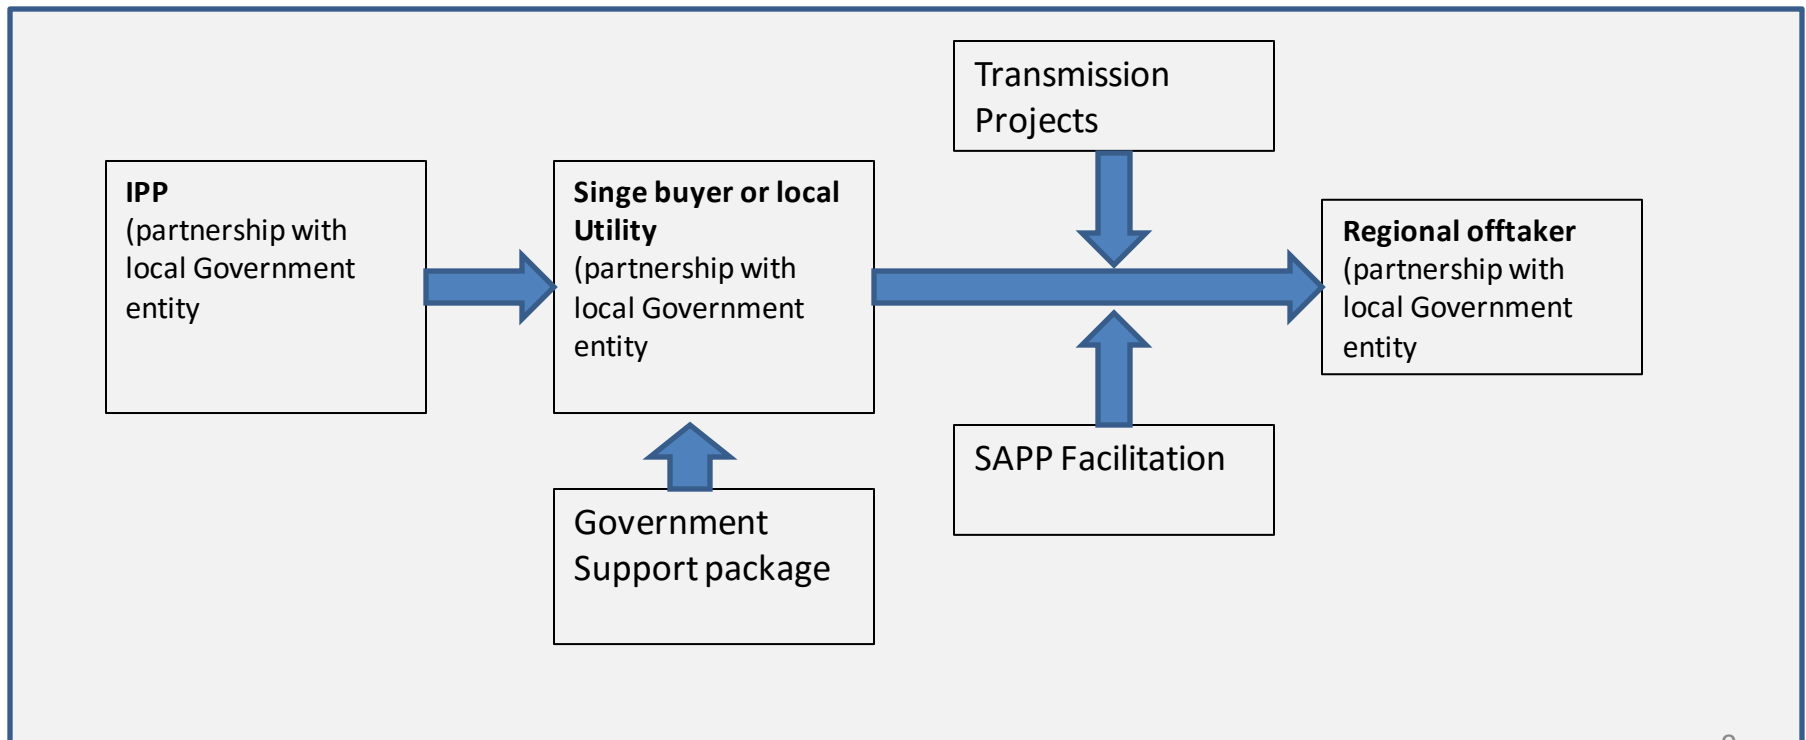 Transmission
Projects
IPP
(partnership with
local Government
entity
Singe buyer or local
Utility
(partnership with
local Government
entity
Regional offtaker
(partnership with
local Government
entity
SAPP Facilitation
Government
Support package